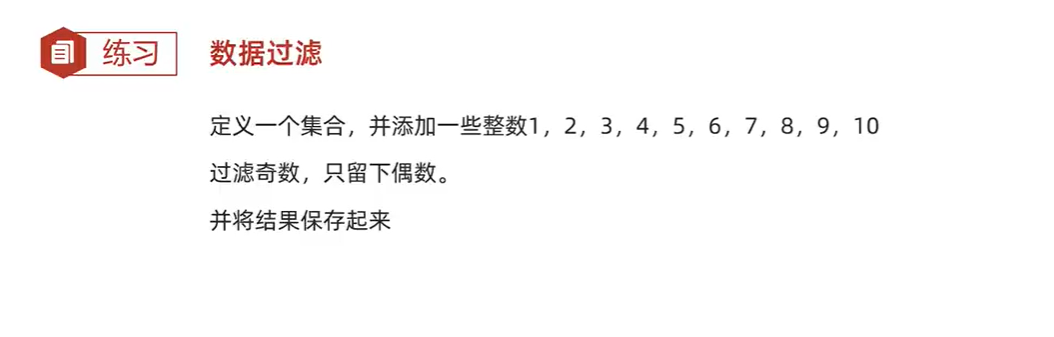 练习
数据过滤
定义一个集合，并添加一些整数1，2，3，4，5，6，7，8，9，10
过滤奇数，只留下偶数。
并将结果保存起来